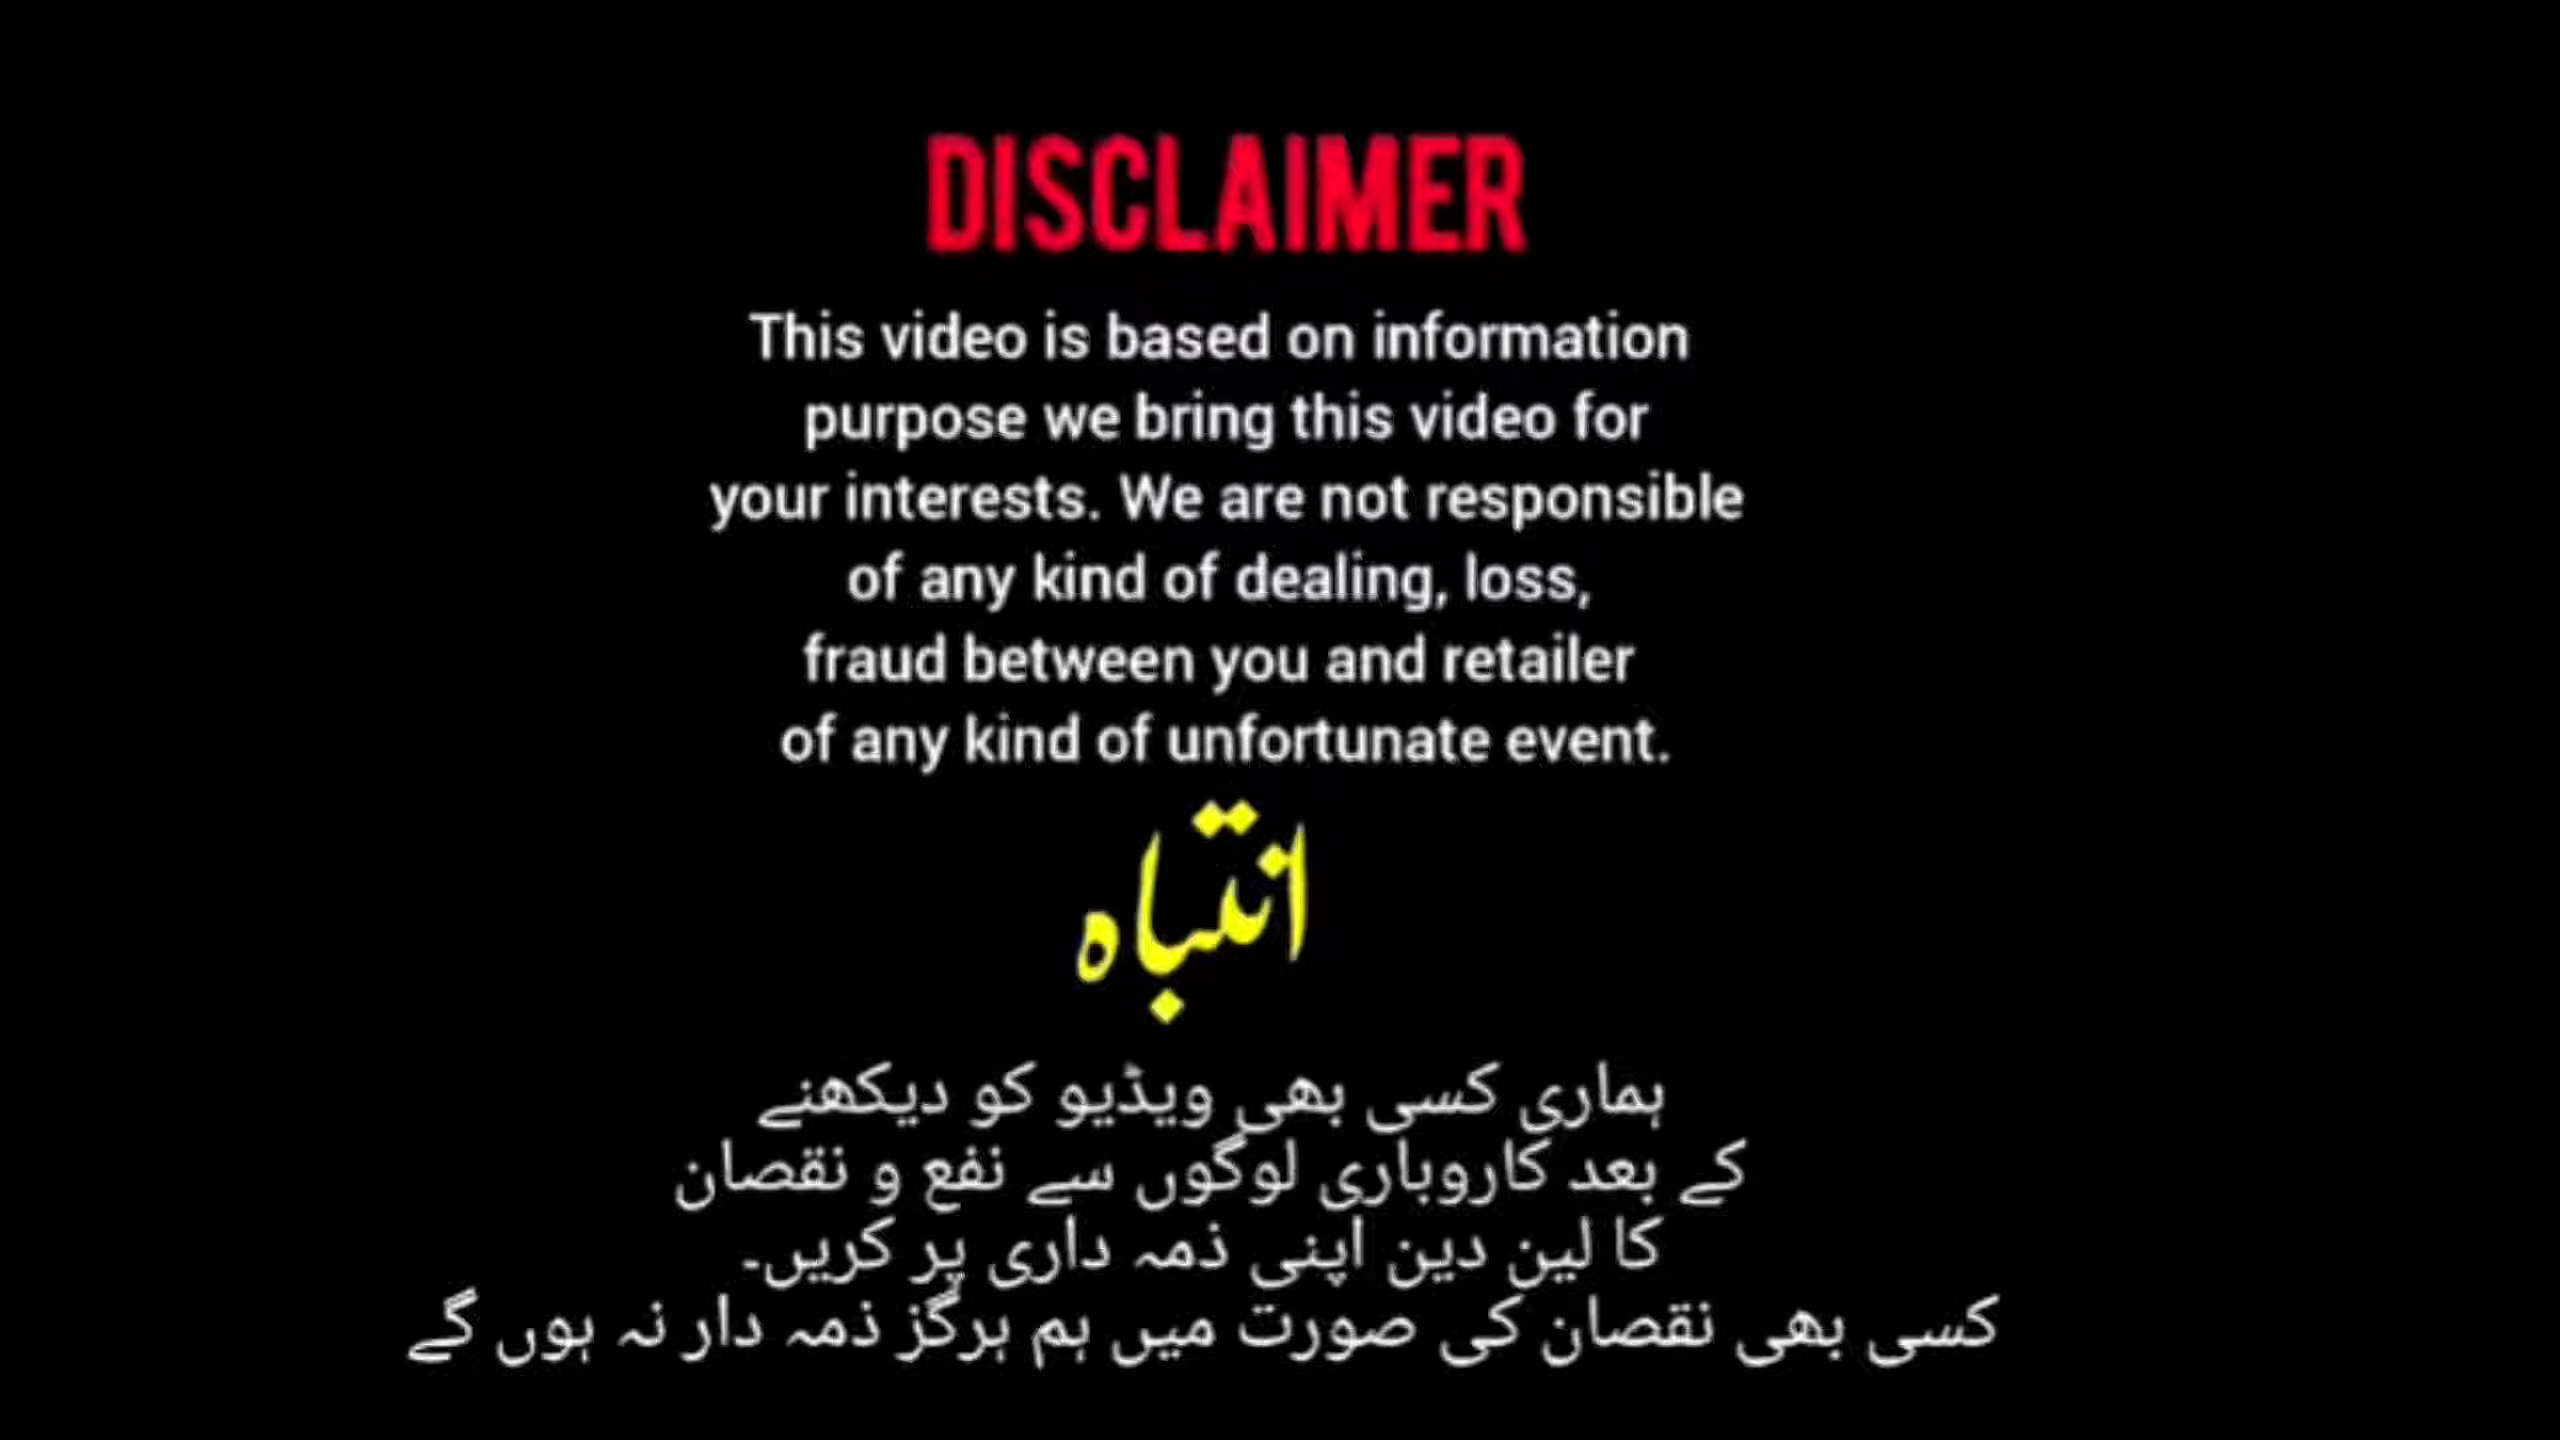 DISCLAIMER
This video is based on information
purpose we bring this video for
your interests. We are not responsible
of any kind of dealing, loss,
fraud between you and retailer
of any kind of unfortunate event.
انتباہ
ہماری کسی بھی ویڈیو کو دیکھنے
کے بعد کاروباری لوگوں سے نفع و نقصان
کا لین دین اپنی ذمہ داری پر کریں۔
کسی بھی نقصان کی صورت میں ہم ہرگز ذمہ دار نہ ہوں گے